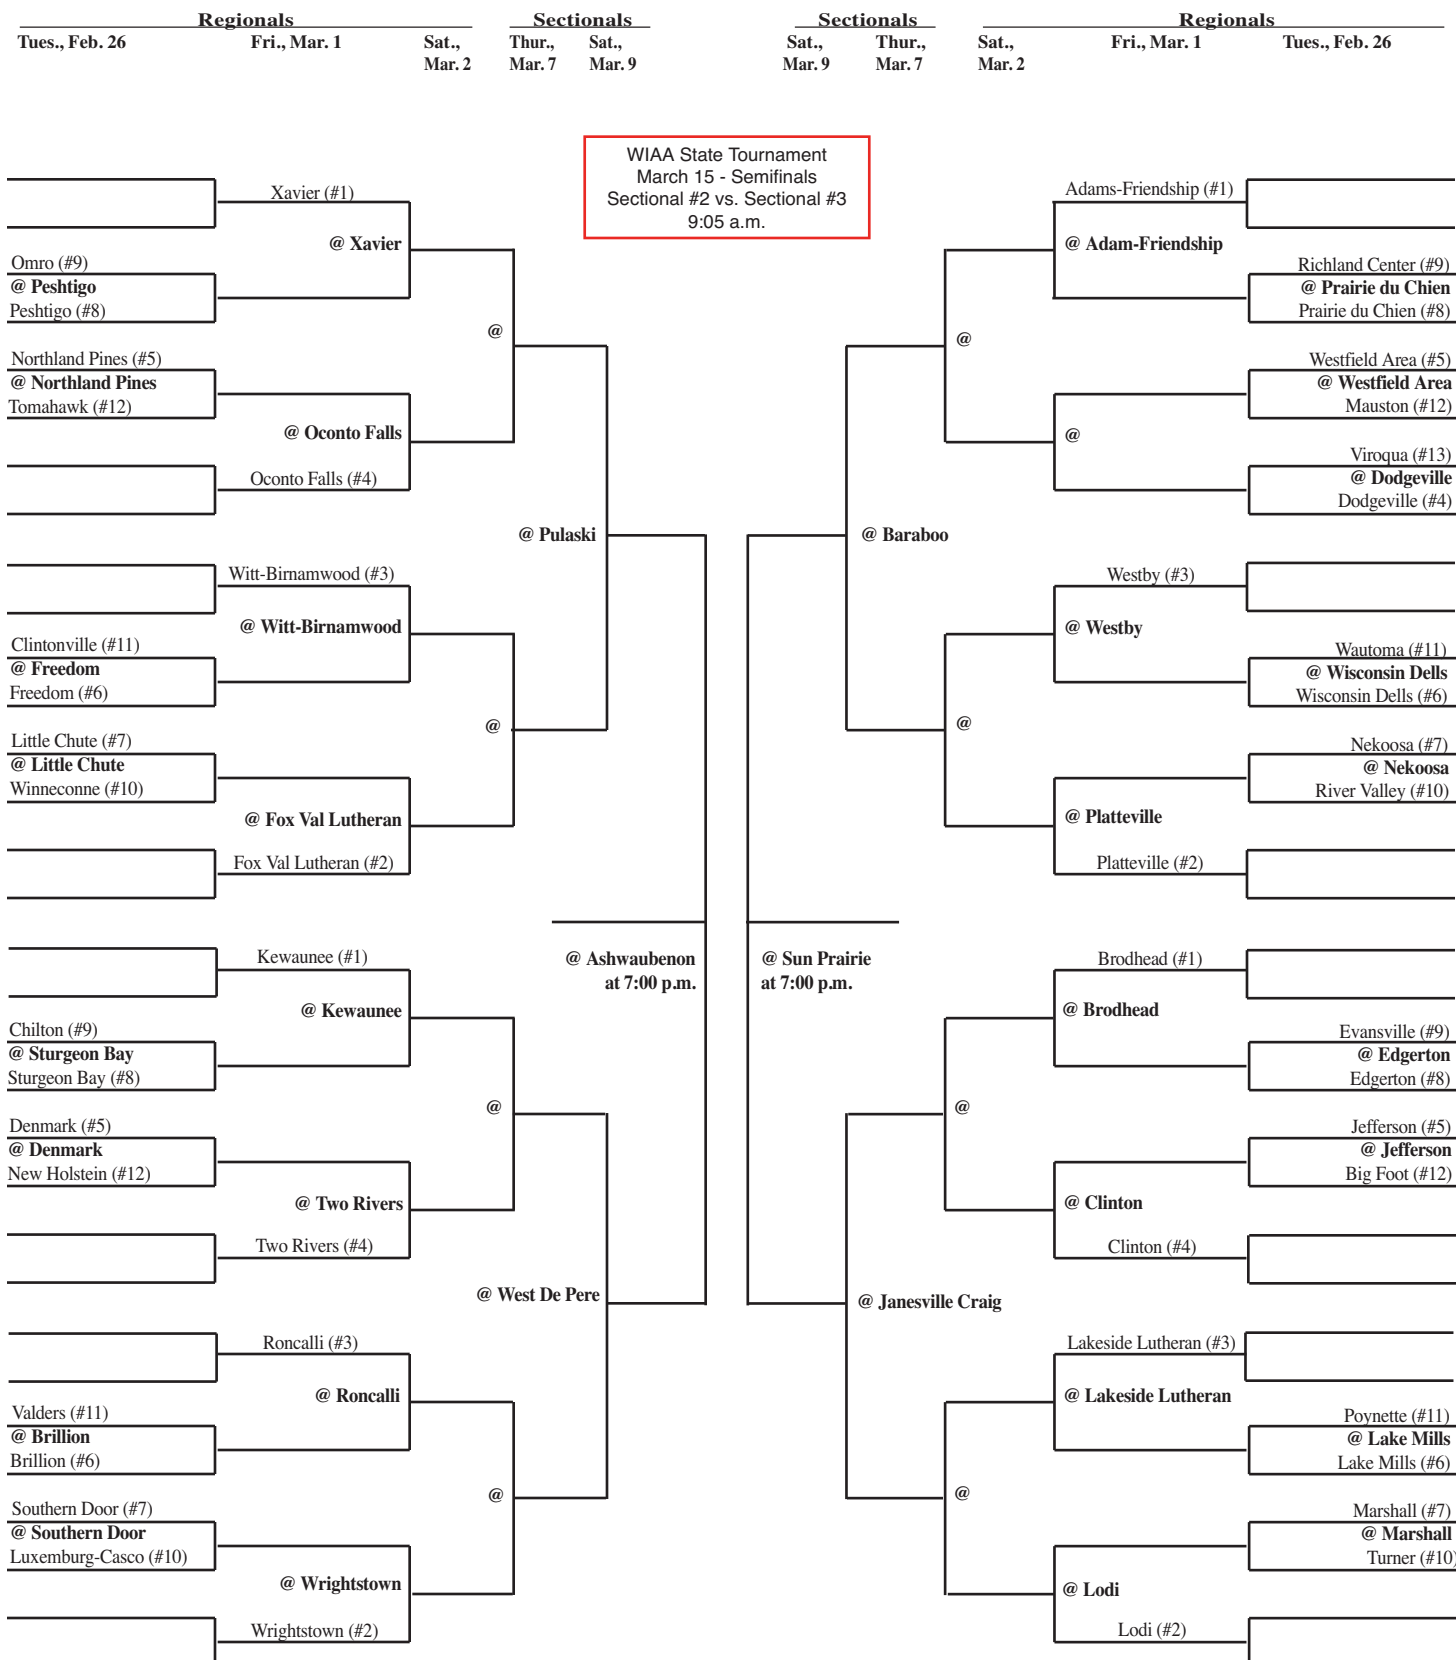 Regionals
Sectionals
Sectionals
Regionals
Tues., Feb. 26
Fri., Mar. 1
Sat.,
Mar. 2
Thur.,
Mar. 7
Sat.,
Mar. 9
Sat.,
Mar. 9
Thur.,
Mar. 7
Sat.,
Mar. 2
Fri., Mar. 1
Tues., Feb. 26
WIAA State Tournament
March 15 - Semifinals
Sectional #2 vs. Sectional #3
9:05 a.m.
Xavier (#1)
@ Xavier
Omro (#9)
@ Peshtigo
Peshtigo (#8)
@
Northland Pines (#5)
@ Northland Pines
Tomahawk (#12)
@ Oconto Falls
Oconto Falls (#4)
@ Pulaski
Witt-Birnamwood (#3)
@ Witt-Birnamwood
Clintonville (#11)
@ Freedom
Freedom (#6)
@
Little Chute (#7)
@ Little Chute
Winneconne (#10)
@ Fox Val Lutheran
Fox Val Lutheran (#2)
@ Ashwaubenon
at 7:00 p.m.
Kewaunee (#1)
@ Kewaunee
Chilton (#9)
@ Sturgeon Bay
Sturgeon Bay (#8)
@
Denmark (#5)
@ Denmark
New Holstein (#12)
@ Two Rivers
Two Rivers (#4)
@ West De Pere
Roncalli (#3)
@ Roncalli
Valders (#11)
@ Brillion
Brillion (#6)
@
Southern Door (#7)
@ Southern Door
Luxemburg-Casco (#10)
@ Wrightstown
Wrightstown (#2)
Adams-Friendship (#1)
@ Adam-Friendship
Richland Center (#9)
@ Prairie du Chien
Prairie du Chien (#8)
@
Westfield Area (#5)
@ Westfield Area
Mauston (#12)
@
Viroqua (#13)
@ Dodgeville
Dodgeville (#4)
@ Baraboo
Westby (#3)
@ Westby
Wautoma (#11)
@ Wisconsin Dells
Wisconsin Dells (#6)
@
Nekoosa (#7)
@ Nekoosa
River Valley (#10)
@ Platteville
Platteville (#2)
@ Sun Prairie
at 7:00 p.m.
Brodhead (#1)
@ Brodhead
Evansville (#9)
@ Edgerton
Edgerton (#8)
@
Jefferson (#5)
@ Jefferson
Big Foot (#12)
@ Clinton
Clinton (#4)
@ Janesville Craig
Lakeside Lutheran (#3)
@ Lakeside Lutheran
Poynette (#11)
@ Lake Mills
Lake Mills (#6)
@
Marshall (#7)
@ Marshall
Turner (#10)
@ Lodi
Lodi (#2)